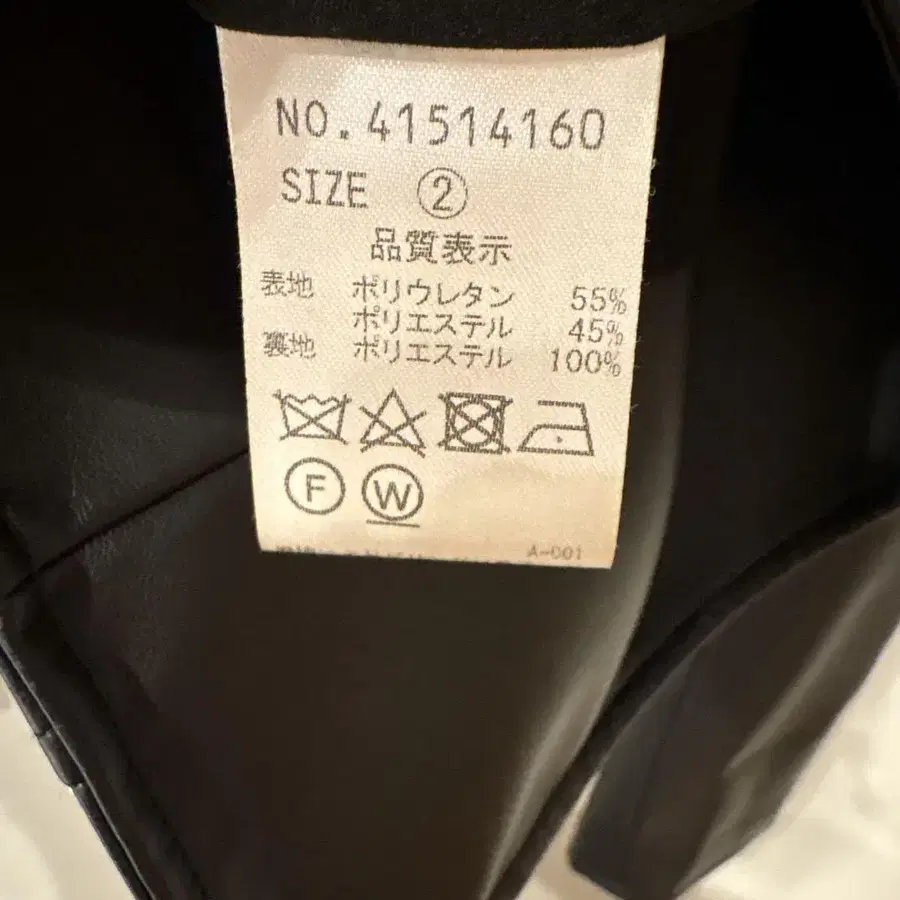 NO.41514160
SIZE ②
品質表示
表地 ポリウレタン 55%
ポリエステル 45%
裏地 ポリエステル 100%
F W
A-001